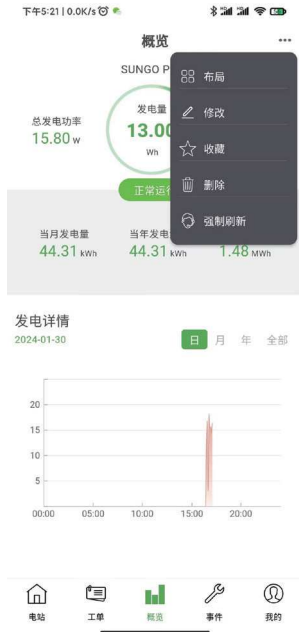 下午5:21 | 0.0K/s
概览
SUNGO P
布局
修改
收藏
删除
强制刷新
总发电功率
15.80 w
发电量
13.00
Wh
正常运行
当月发电量
44.31 kWh
当年发电
44.31 kWh
1.48 MWh
发电详情
2024-01-30
日 月 年 全部
20
15
10
5
00:00 05:00 10:00 15:00 20:00
电站 工单 概览 事件 我的